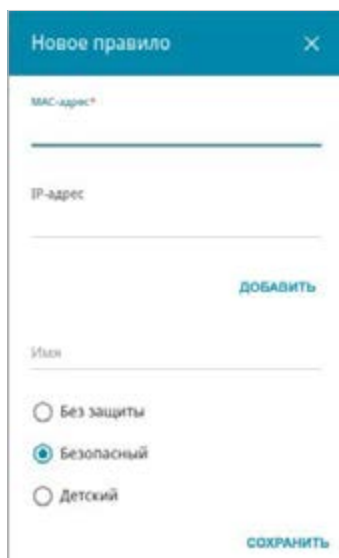 Новое правило
MAC-адрес*
IP-адрес
ДОБАВИТЬ
Имя
Без защиты
Безопасный
Детский
СОХРАНИТЬ